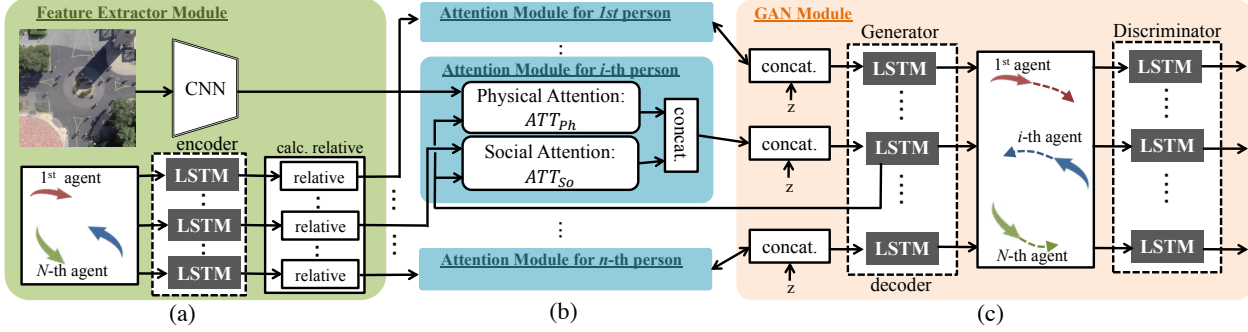 Feature Extractor Module
CNN
encoder
LSTM
LSTM
LSTM
calc. relative
relative
relative
relative
1st agent
N-th agent
(a)
Attention Module for 1st person
Attention Module for i-th person
Physical Attention:
ATT_Ph
Social Attention:
ATT_So
concat.
Attention Module for n-th person
(b)
GAN Module
concat.
z
concat.
z
concat.
z
Generator
LSTM
LSTM
LSTM
decoder
1st agent
i-th agent
N-th agent
Discriminator
LSTM
LSTM
LSTM
(c)